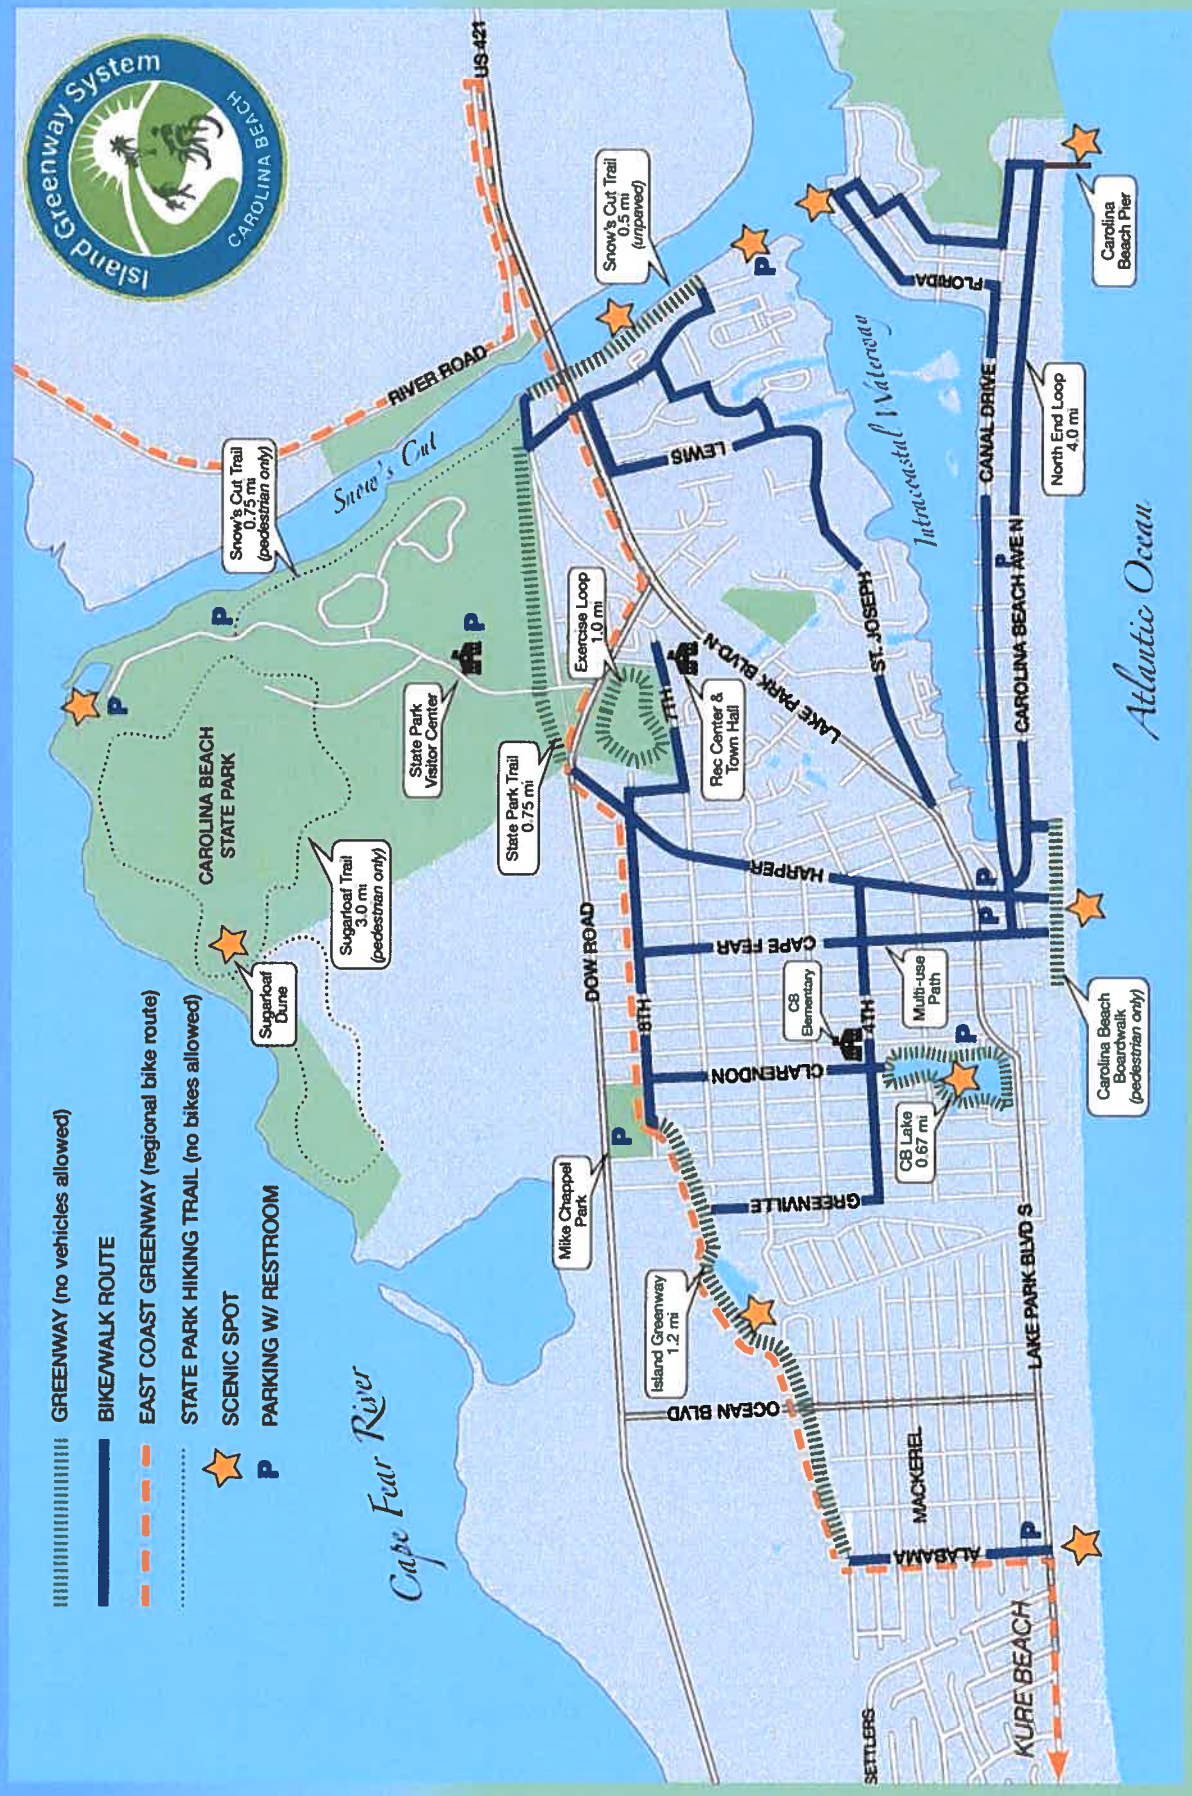 Island Greenway System
CAROLINA BEACH
GREENWAY (no vehicles allowed)
BIKE/WALK ROUTE
EAST COAST GREENWAY (regional bike route)
STATE PARK HIKING TRAIL (no bikes allowed)
SCENIC SPOT
P PARKING W/ RESTROOM
US 421
RIVER ROAD
Snow's Cut
Snow's Cut Trail
0.75 mi
(pedestrian only)
Snow's Cut Trail
0.5 mi
(unpaved)
P
P
P
P
CAROLINA BEACH
STATE PARK
State Park
Visitor Center
Sugarloaf Trail
3.0 mi
(pedestrian only)
Sugarloaf
Dune
State Park Trail
0.75 mi
Exercise Loop
1.0 mi
Rec Center &
Town Hall
7TH
LEWIS
LAKE PARK BLVD N
ST. JOSEPH
Intracoastal Waterway
FLORIDA
CANAL DRIVE
P
CAROLINA BEACH AVE N
North End Loop
4.0 mi
Carolina
Beach Pier
Atlantic Ocean
Cape Fear River
DOW ROAD
8TH
HARPER
CAPE FEAR
P
P
CB
Elementary
4TH
Multi-use
Path
CLARENDON
P
CB Lake
0.67 mi
Carolina Beach
Boardwalk
(pedestrian only)
Mike Chappel
Park
P
GREENVILLE
Island Greenway
1.2 mi
OCEAN BLVD
LAKE PARK BLVD S
MACKEREL
ALABAMA
P
SETTLERS
KURE BEACH